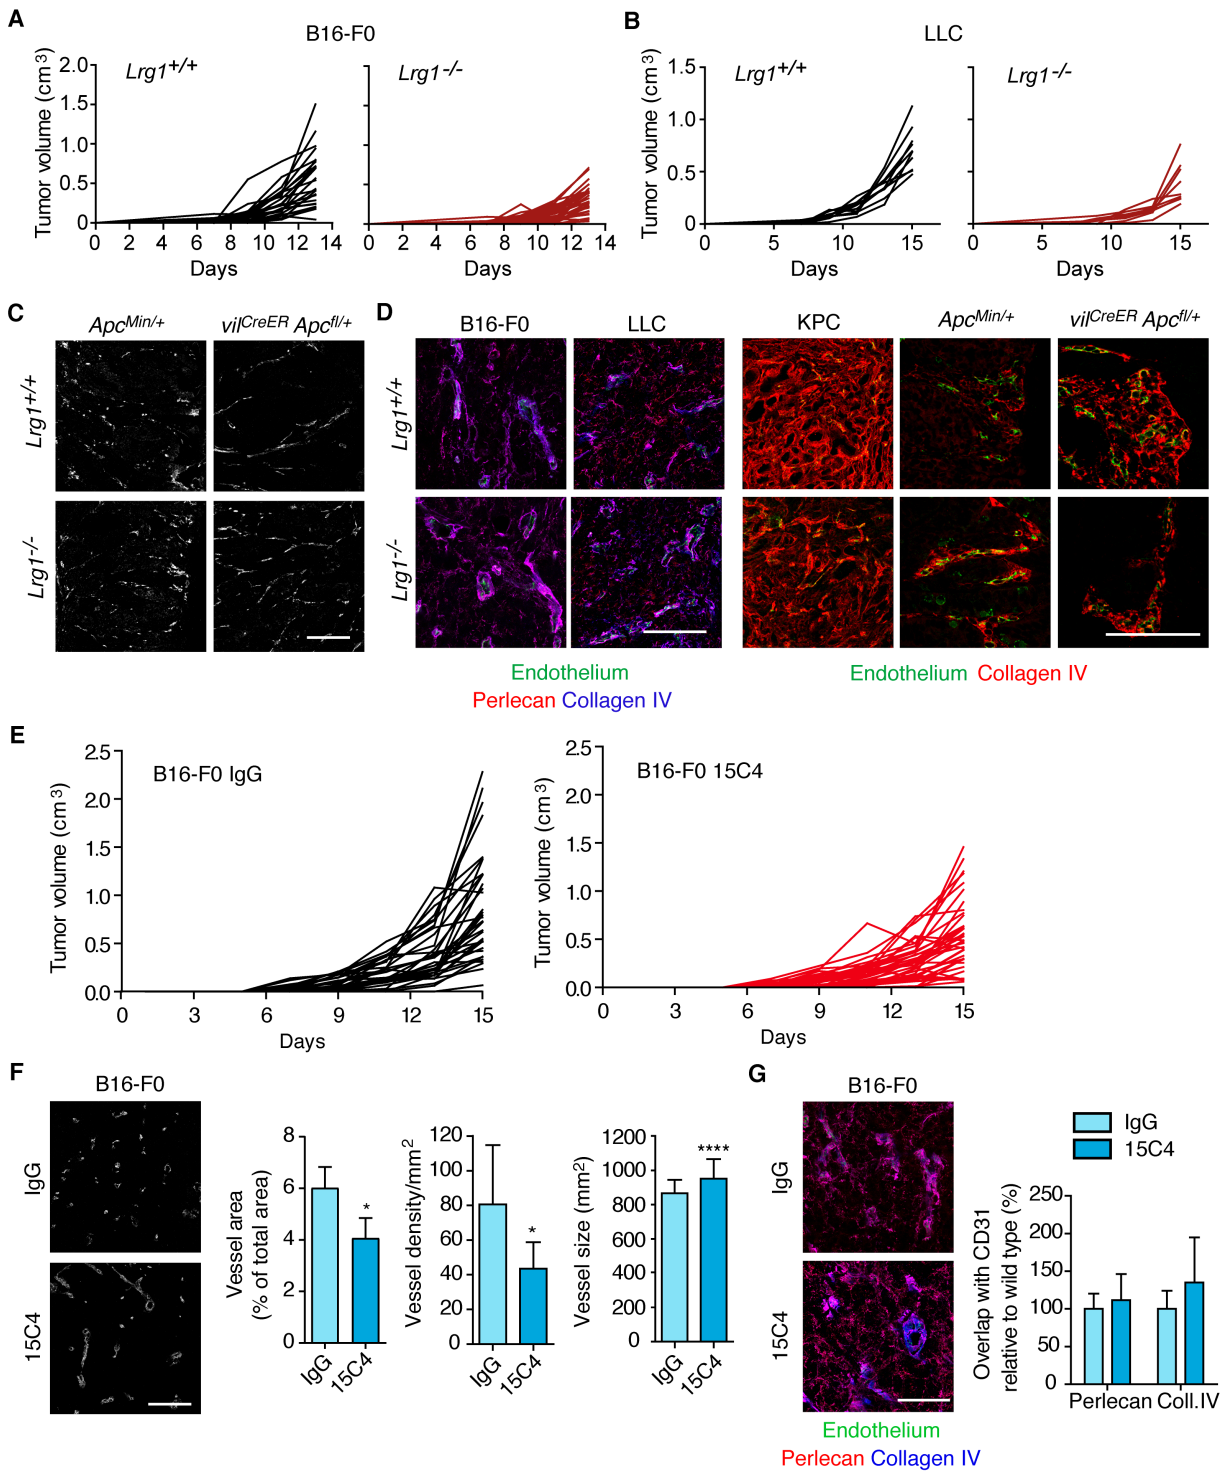 A
B16-F0
Tumor volume (cm3)
2.0
1.5
1.0
0.5
0
Lrg1+/+
0 2 4 6 8 10 12 14
Days
Lrg1-/-
0 2 4 6 8 10 12 14
Days
B
LLC
Tumor volume (cm3)
1.5
1.0
0.5
0
Lrg1+/+
0 5 10 15
Days
Lrg1-/-
0 5 10 15
Days
C
ApcMin/+ vilCreER Apcfl/+
Lrg1+/+
Lrg1-/-
D
B16-F0 LLC KPC ApcMin/+ vilCreER Apcfl/+
Lrg1+/+
Lrg1-/-
Endothelium
Perlecan Collagen IV
Endothelium Collagen IV
E
Tumor volume (cm3)
2.5
2.0
1.5
1.0
0.5
0.0
B16-F0 IgG
0 3 6 9 12 15
Days
Tumor volume (cm3)
2.5
2.0
1.5
1.0
0.5
0.0
B16-F0 15C4
0 3 6 9 12 15
Days
F
B16-F0
IgG
15C4
Vessel area
(% of total area)
8
6
4
2
0
*
IgG 15C4
Vessel density/mm2
120
100
80
60
40
20
0
*
IgG 15C4
Vessel size (mm2)
1200
1000
800
600
400
200
0
****
IgG 15C4
G
B16-F0
IgG
15C4
Endothelium
Perlecan Collagen IV
IgG
15C4
Overlap with CD31
relative to wild type (%)
250
200
150
100
50
0
Perlecan Coll.IV